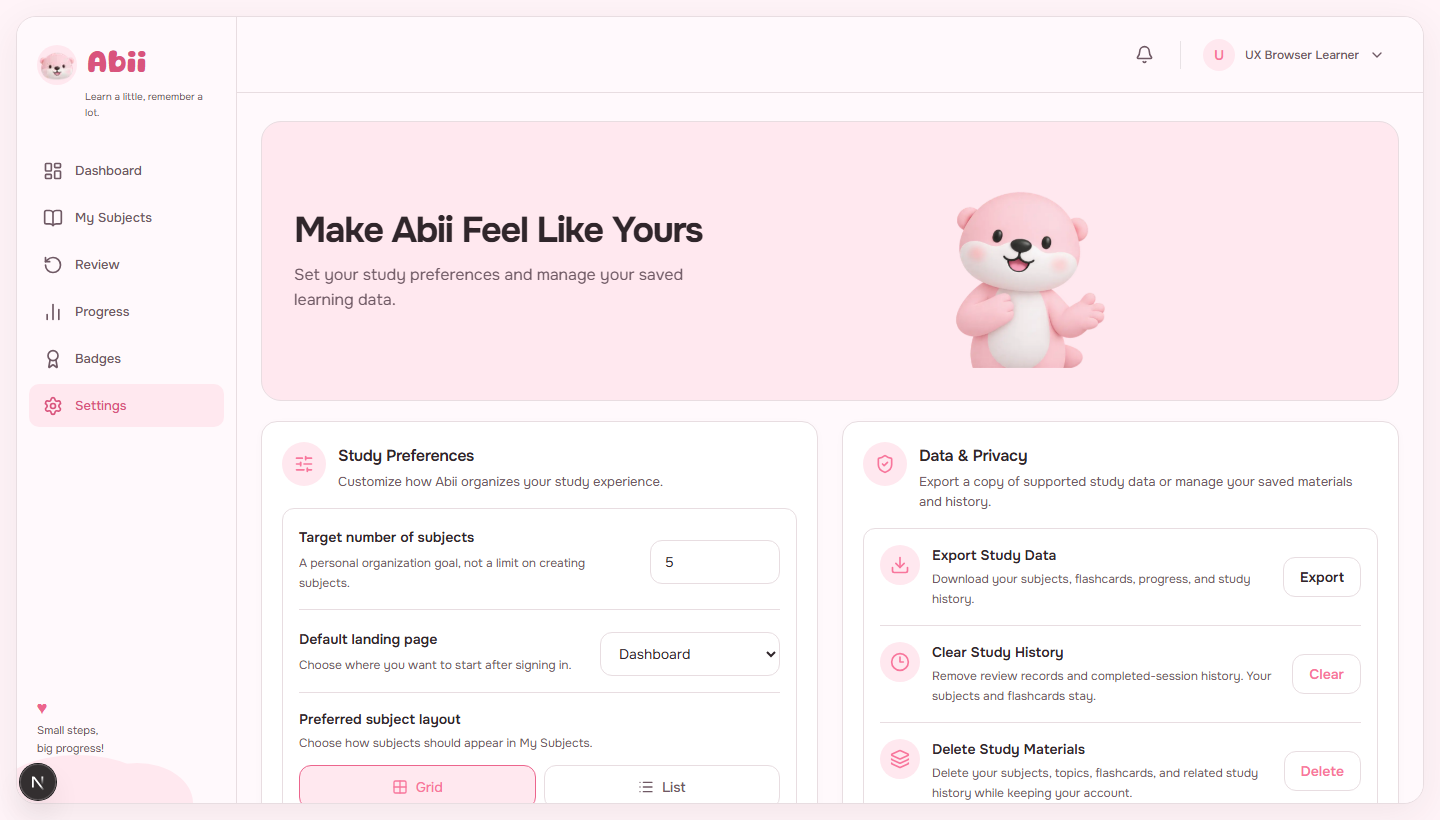 Abii
Learn a little, remember a
lot.
Dashboard
My Subjects
Review
Progress
Badges
Settings
♥
Small steps,
big progress!
N
U
UX Browser Learner
Make Abii Feel Like Yours
Set your study preferences and manage your saved
learning data.
Study Preferences
Customize how Abii organizes your study experience.
Target number of subjects
A personal organization goal, not a limit on creating
subjects.
5
Default landing page
Choose where you want to start after signing in.
Dashboard
Preferred subject layout
Choose how subjects should appear in My Subjects.
Grid
List
Data & Privacy
Export a copy of supported study data or manage your saved materials
and history.
Export Study Data
Download your subjects, flashcards, progress, and study
history.
Export
Clear Study History
Remove review records and completed-session history. Your
subjects and flashcards stay.
Clear
Delete Study Materials
Delete your subjects, topics, flashcards, and related study
history while keeping your account.
Delete